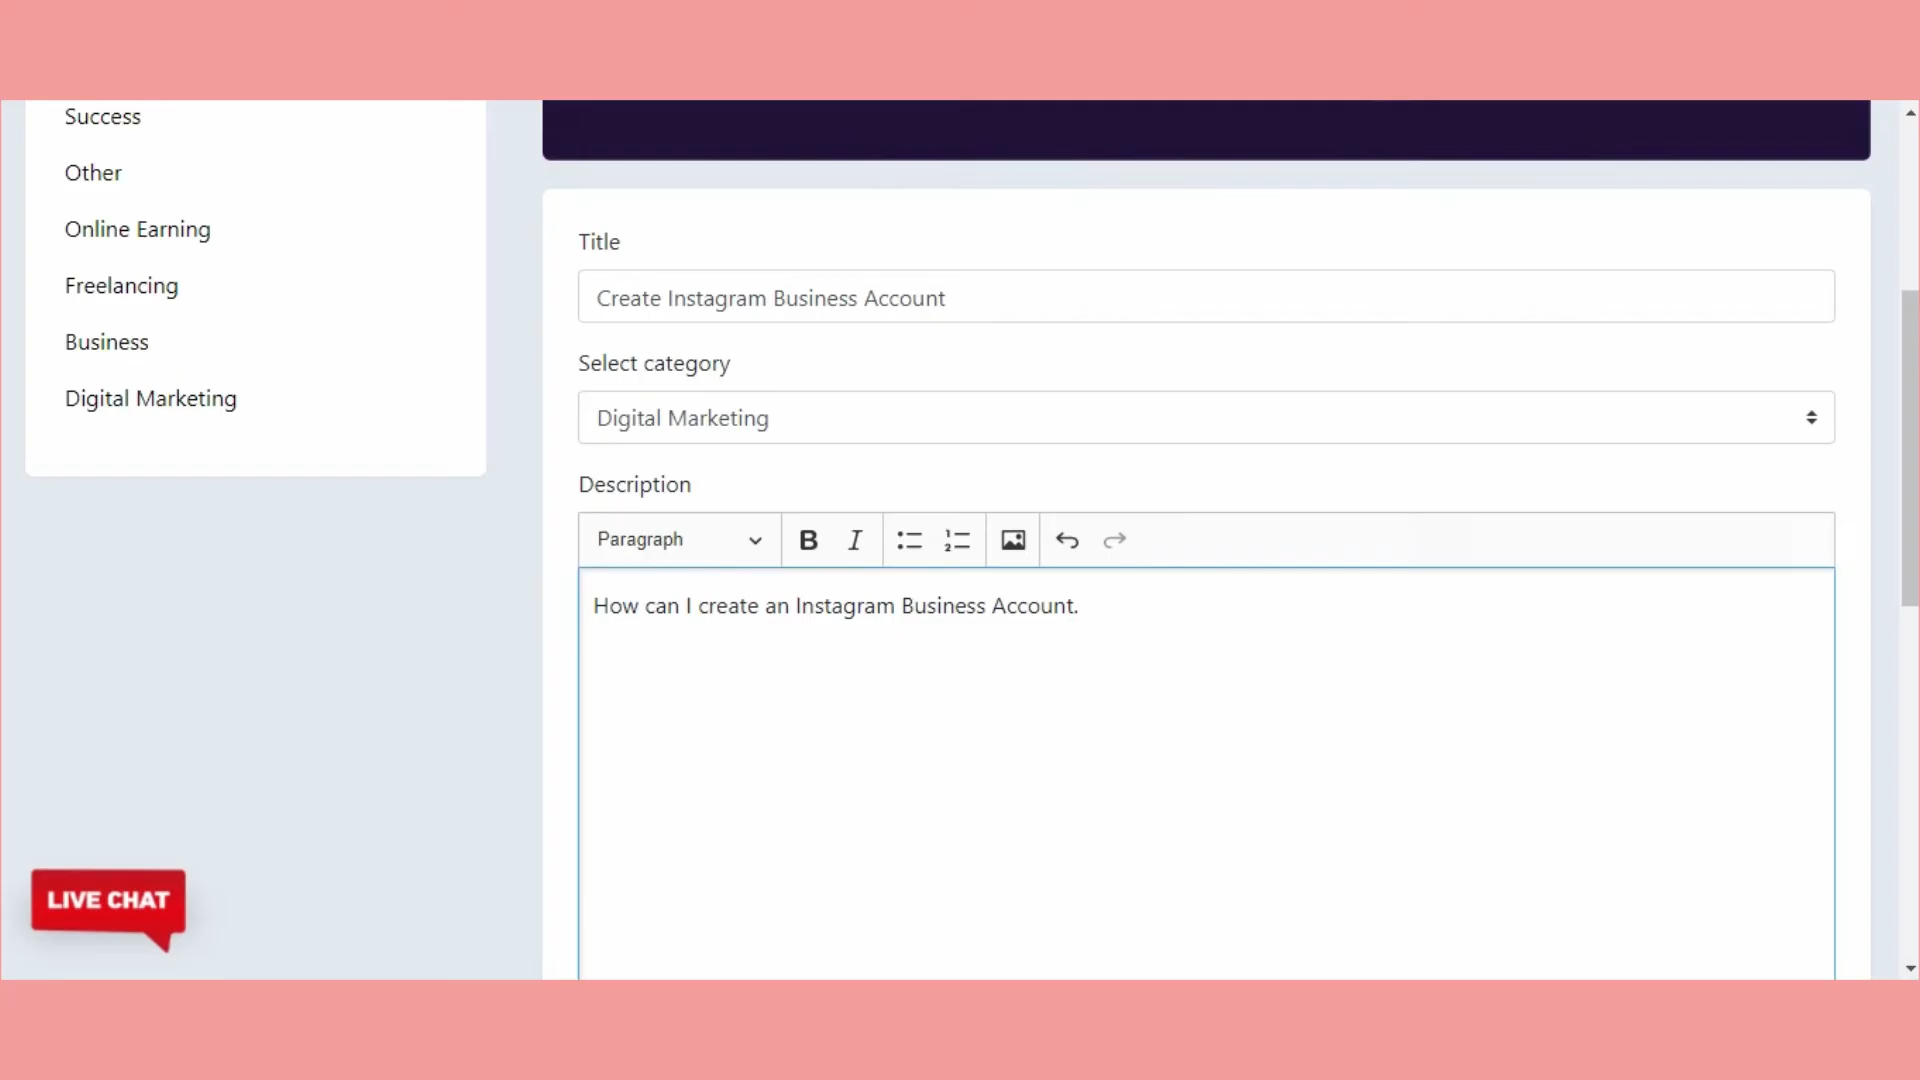 Success
Other
Online Earning
Freelancing
Business
Digital Marketing
LIVE CHAT
Title
Create Instagram Business Account
Select category
Digital Marketing
Description
Paragraph
How can I create an Instagram Business Account.